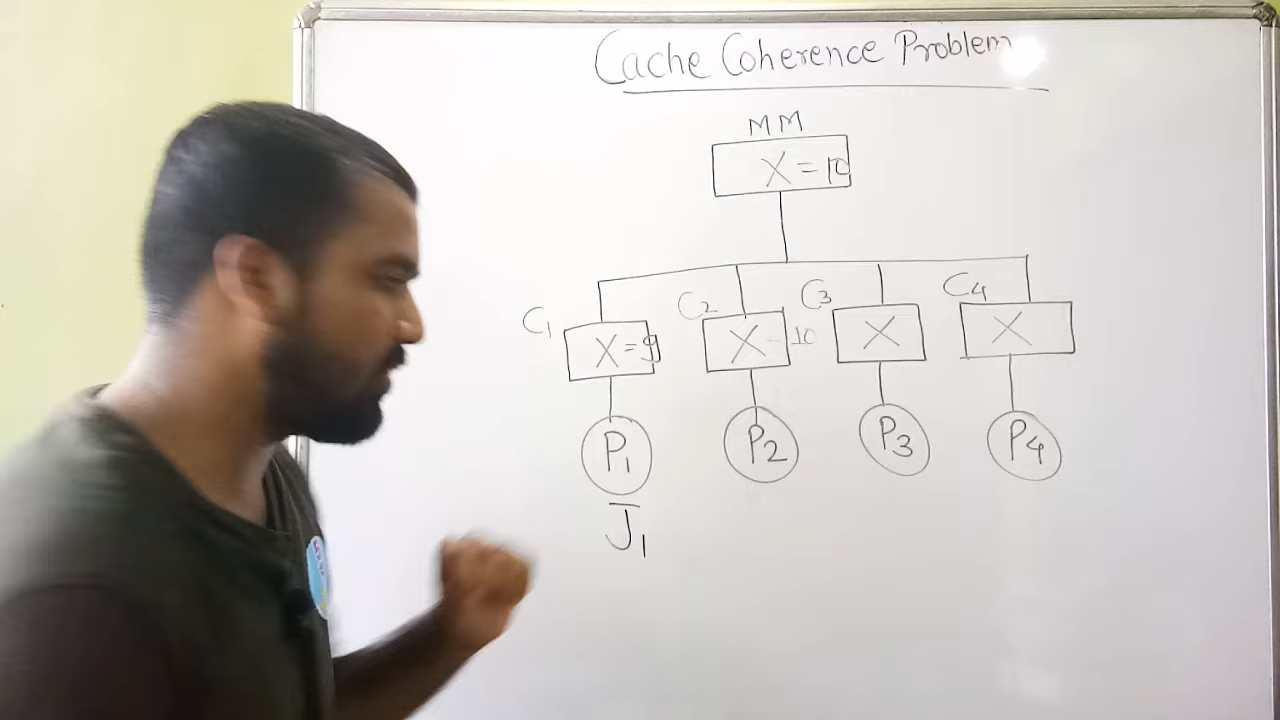 Cache Coherence Problem
MM
X = 10
C1 C2 C3 C4
X = 9 X - 10 X X
P1 P2 P3 P4
J1